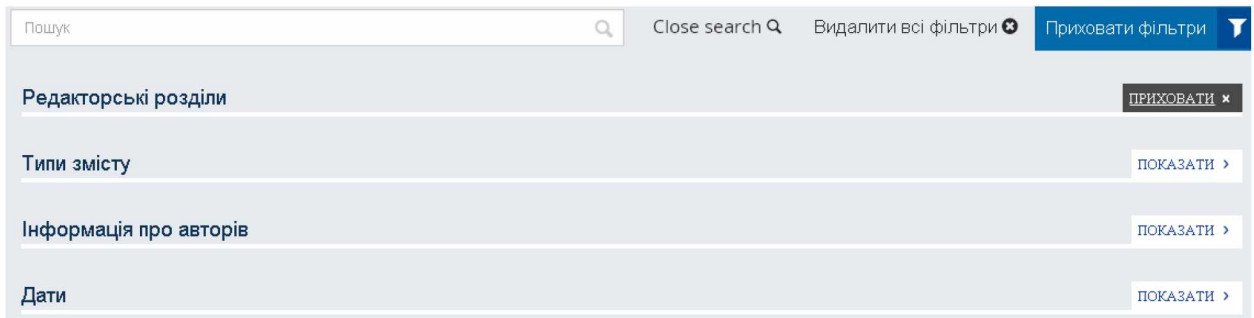 Пошук Close search Видалити всі фільтри Приховати фільтри
Редакторські розділи ПРИХОВАТИ ×
Типи змісту ПОКАЗАТИ >
Інформація про авторів ПОКАЗАТИ >
Дати ПОКАЗАТИ >